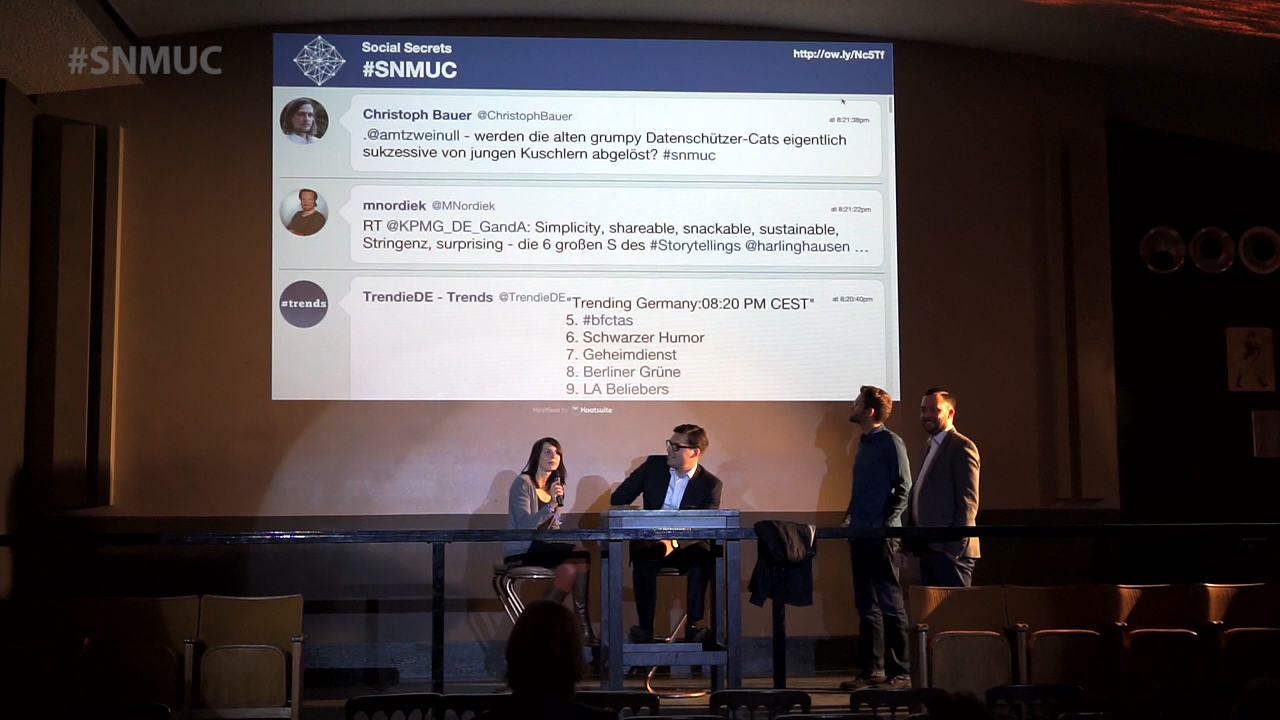 #SNMUC
Social Secrets
#SNMUC
http://ow.ly/Nc5Tf
Christoph Bauer @ChristophBauer
at 8:21:38pm
.@amtzweinull - werden die alten grumpy Datenschützer-Cats eigentlich
sukzessive von jungen Kuschlern abgelöst? #snmuc
mnordiek @MNordiek
at 8:21:22pm
RT @KPMG_DE_GandA: Simplicity, shareable, snackable, sustainable,
Stringenz, surprising - die 6 großen S des #Storytellings @harlinghausen …
#trends
TrendieDE - Trends @TrendieDE
"Trending Germany:08:20 PM CEST"
at 8:20:40pm
5. #bfctas
6. Schwarzer Humor
7. Geheimdienst
8. Berliner Grüne
9. LA Beliebers
Hootsuite